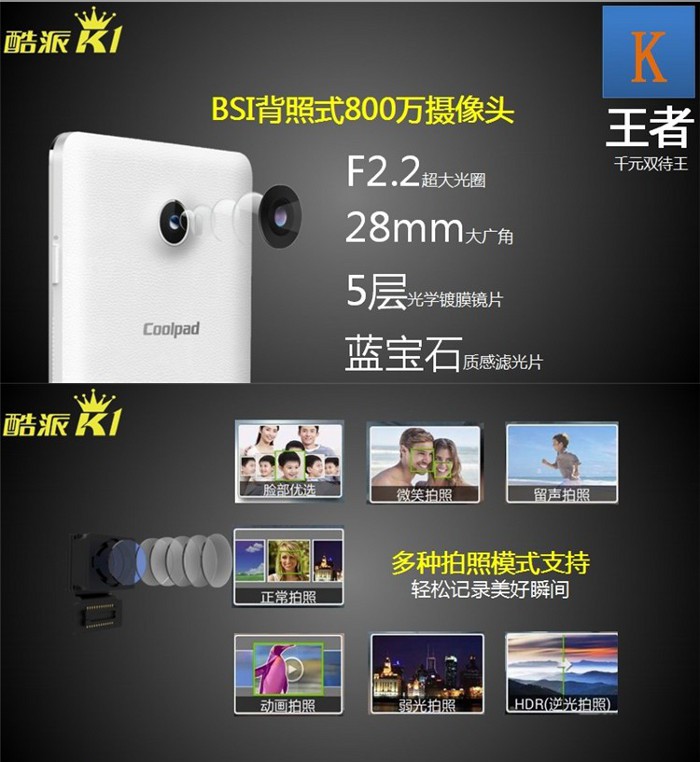 酷派K1
K
王者
千元双待王
BSI背照式800万摄像头
F2.2超大光圈
28mm大广角
5层光学镀膜镜片
蓝宝石质感滤光片
Coolpad
酷派K1
脸部优选
微笑拍照
留声拍照
正常拍照
多种拍照模式支持
轻松记录美好瞬间
动画拍照
弱光拍照
HDR(逆光拍照)